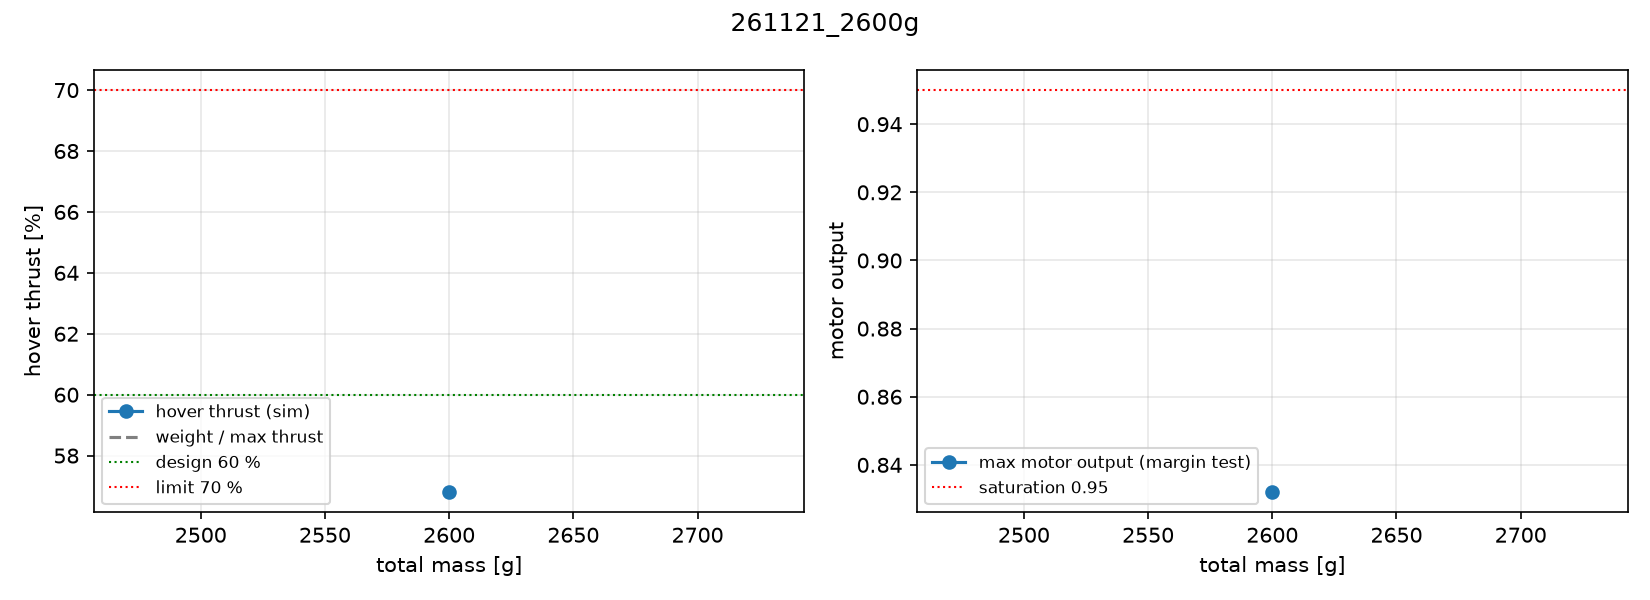 261121_2600g
hover thrust [%]
70
68
66
64
62
60
58
hover thrust (sim)
weight / max thrust
design 60 %
limit 70 %
2500 2550 2600 2650 2700
total mass [g]
motor output
0.94
0.92
0.90
0.88
0.86
0.84
max motor output (margin test)
saturation 0.95
2500 2550 2600 2650 2700
total mass [g]